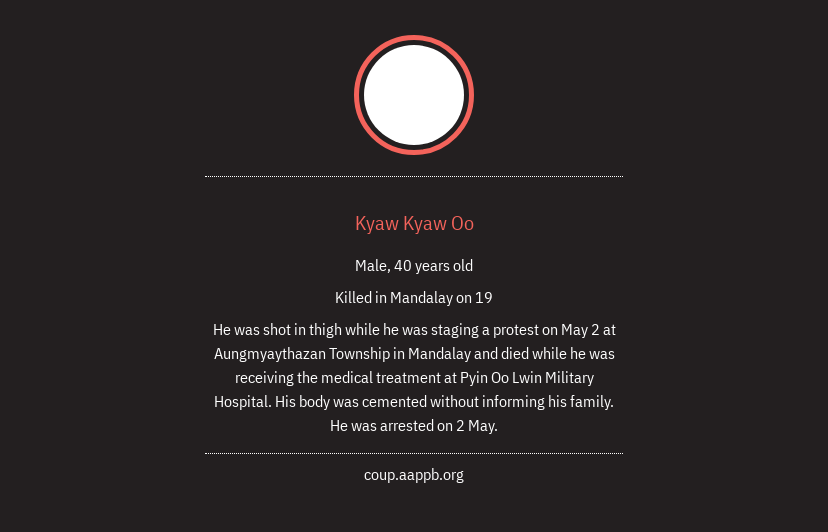 Kyaw Kyaw Oo
Male, 40 years old
Killed in Mandalay on 19
He was shot in thigh while he was staging a protest on May 2 at
Aungmyaythazan Township in Mandalay and died while he was
receiving the medical treatment at Pyin Oo Lwin Military
Hospital. His body was cemented without informing his family.
He was arrested on 2 May.
coup.aappb.org